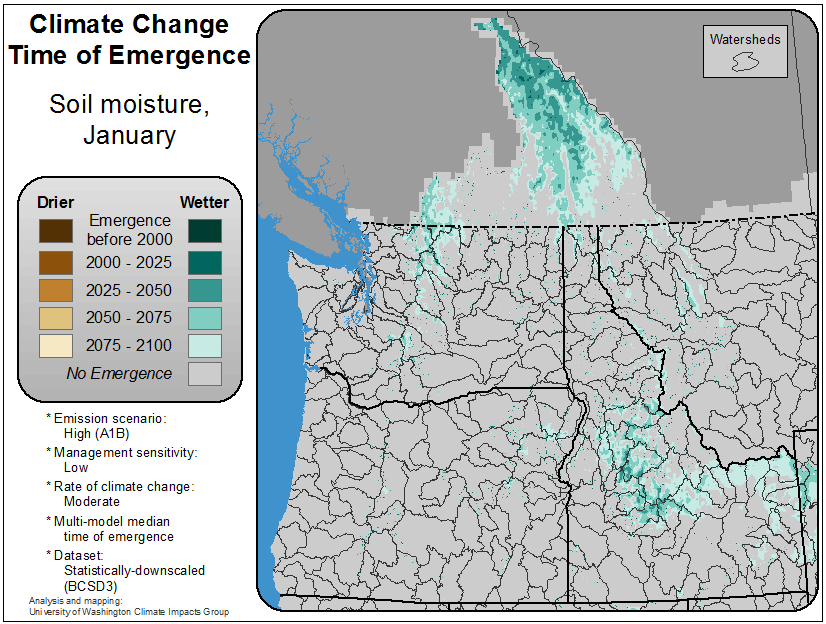 Climate Change
Time of Emergence
Soil moisture,
January
Drier
Wetter
Emergence
before 2000
2000 - 2025
2025 - 2050
2050 - 2075
2075 - 2100
No Emergence
* Emission scenario:
High (A1B)
* Management sensitivity:
Low
* Rate of climate change:
Moderate
* Multi-model median
time of emergence
* Dataset:
Statistically-downscaled
(BCSD3)
Analysis and mapping:
University of Washington Climate Impacts Group
Watersheds